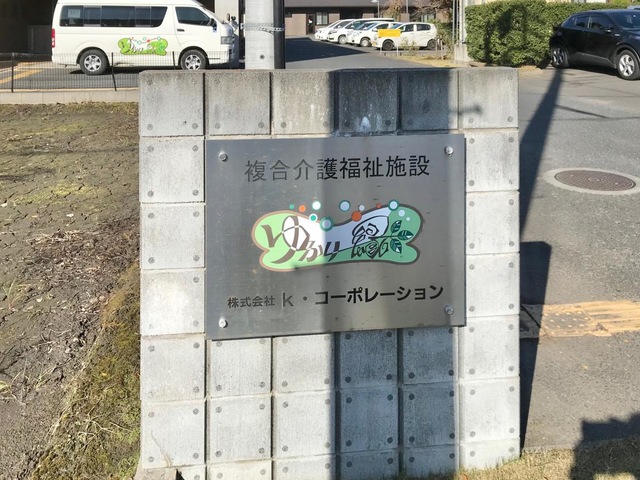 複合介護福祉施設
ゆかり
株式会社 k・コーポレーション